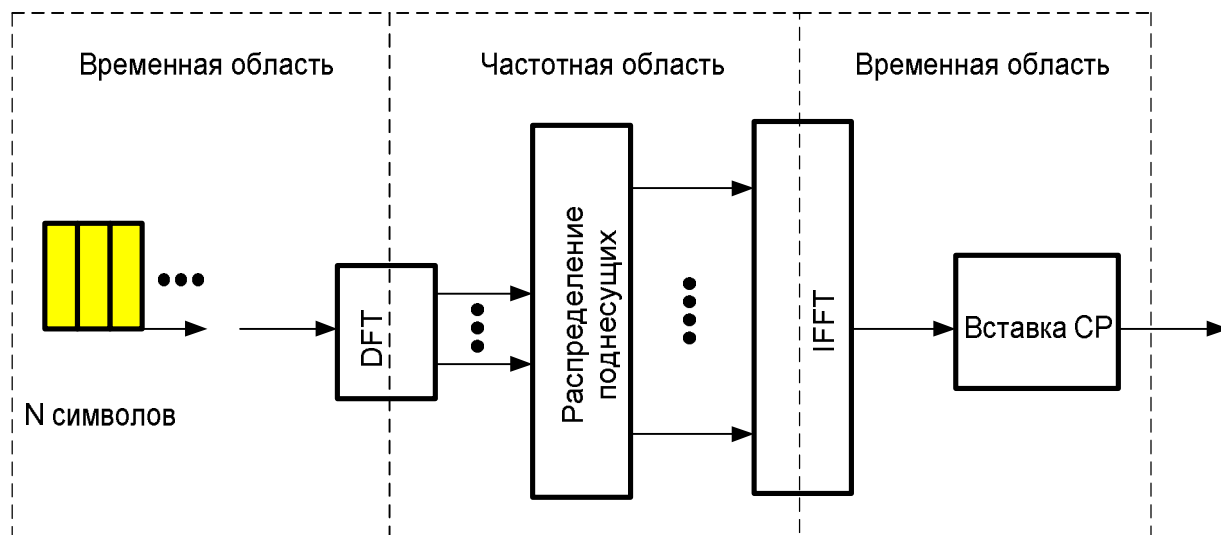 Временная область
Частотная область
Временная область
N символов
DFT
Распределение
поднесущих
IFFT
Вставка CP